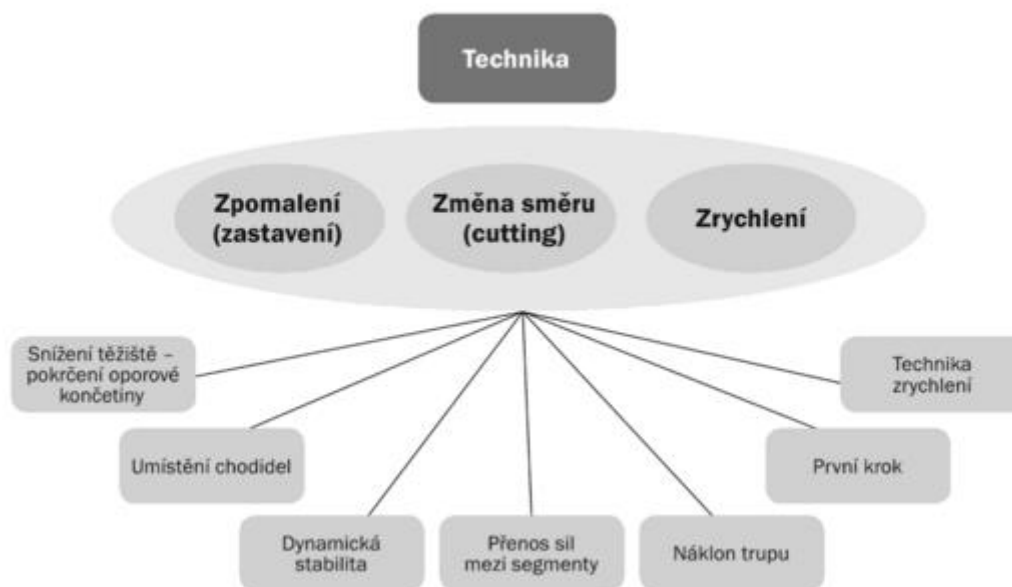 Technika
Zpomalení
(zastavení)
Změna směru
(cutting)
Zrychlení
Snížení těžiště –
pokrčení oporové
končetiny
Technika
zrychlení
Umístění chodidel
První krok
Dynamická
stabilita
Přenos sil
mezi segmenty
Náklon trupu